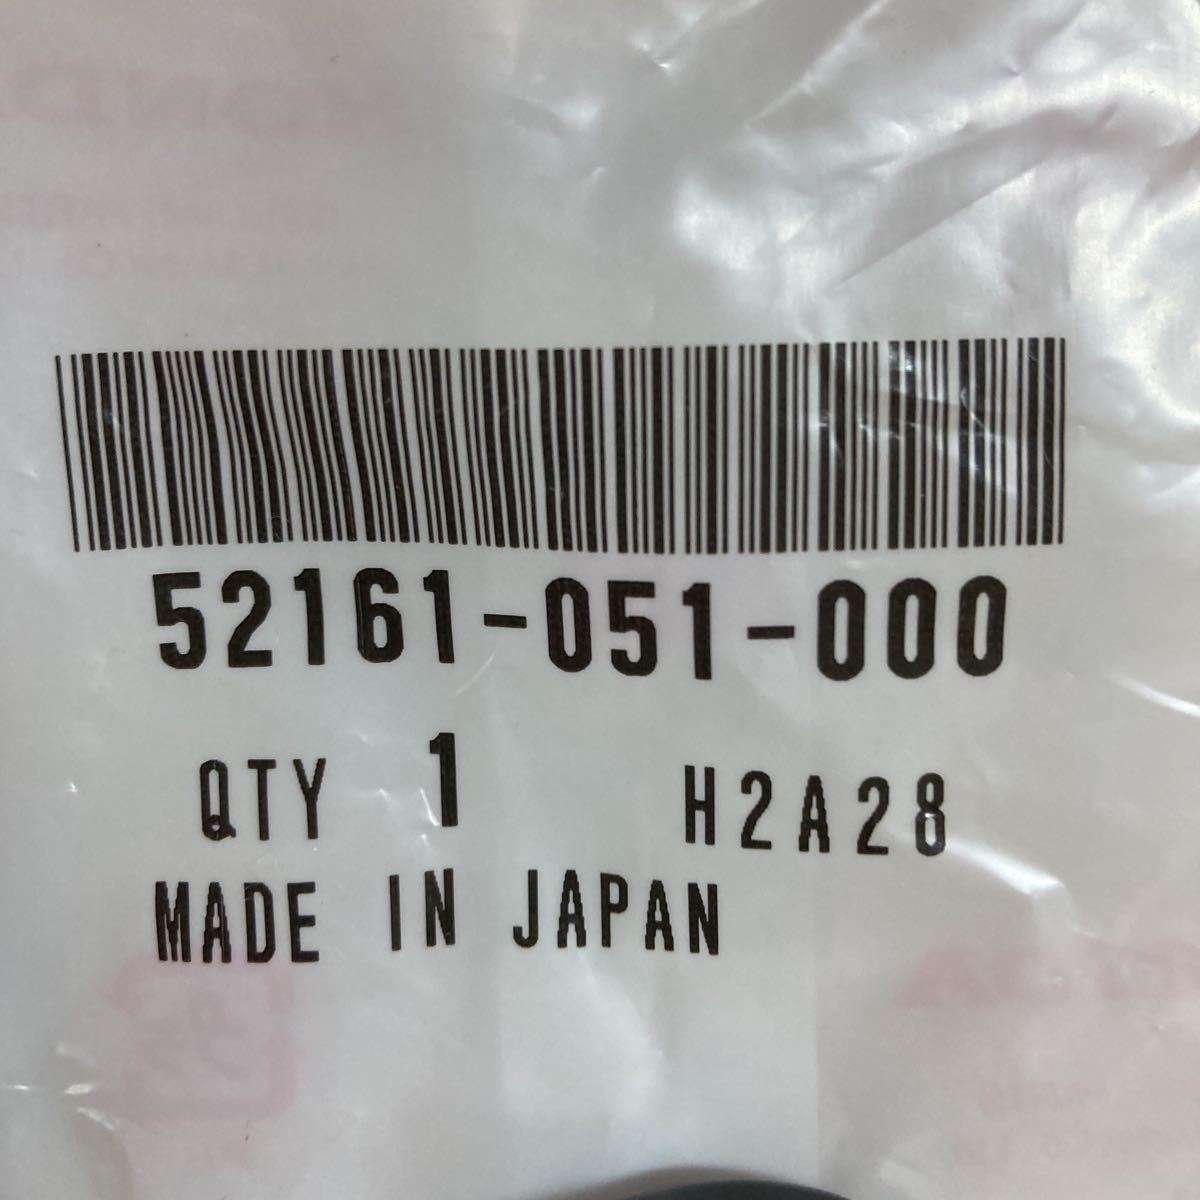 52161-051-000
QTY 1 H2A28
MADE IN JAPAN